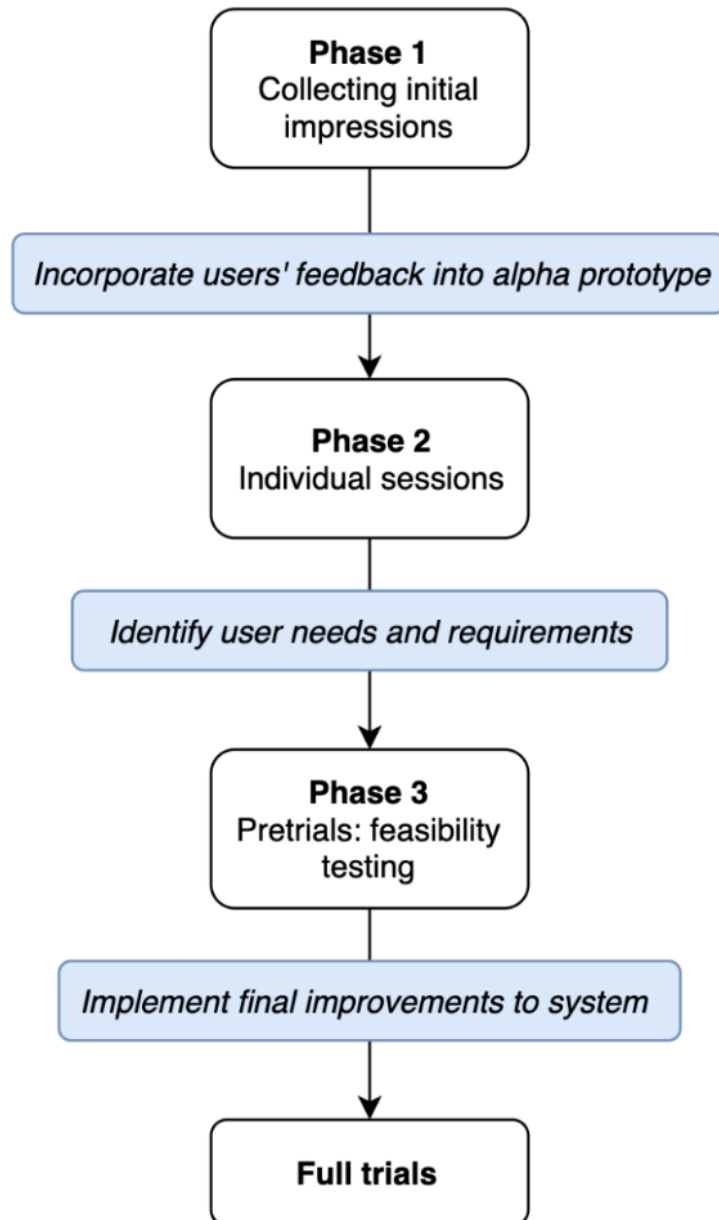 Phase 1
Collecting initial
impressions
Incorporate users' feedback into alpha prototype
Phase 2
Individual sessions
Identify user needs and requirements
Phase 3
Pretrials: feasibility
testing
Implement final improvements to system
Full trials